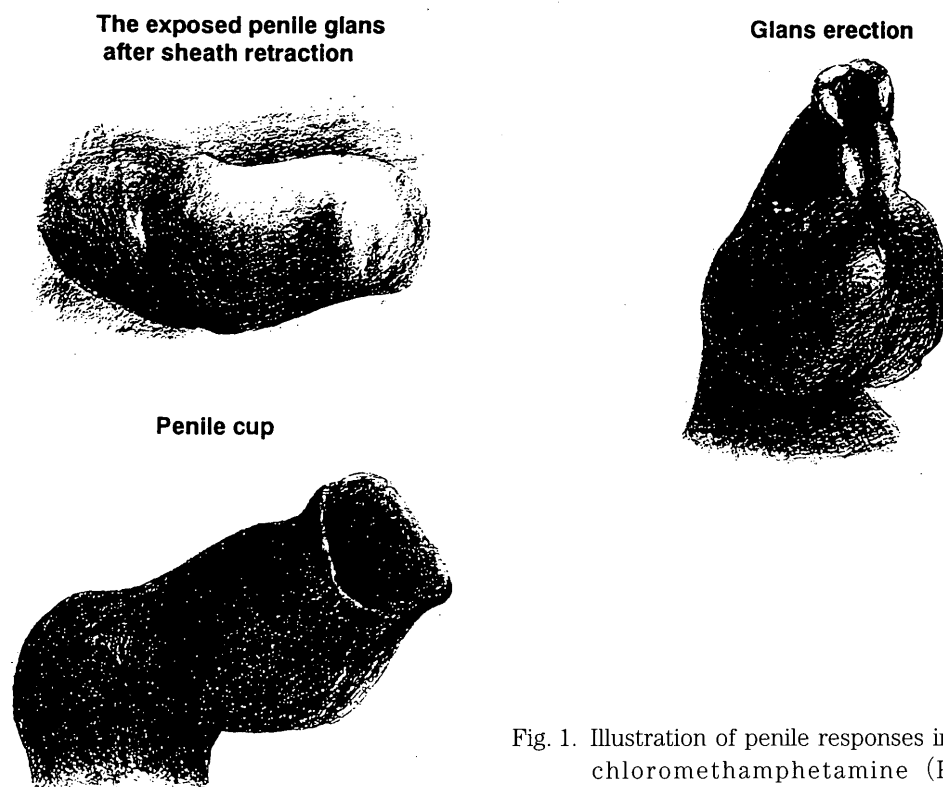 The exposed penile glans
after sheath retraction
Glans erection
Penile cup
Fig. 1. Illustration of penile responses
chloromethamphetamine